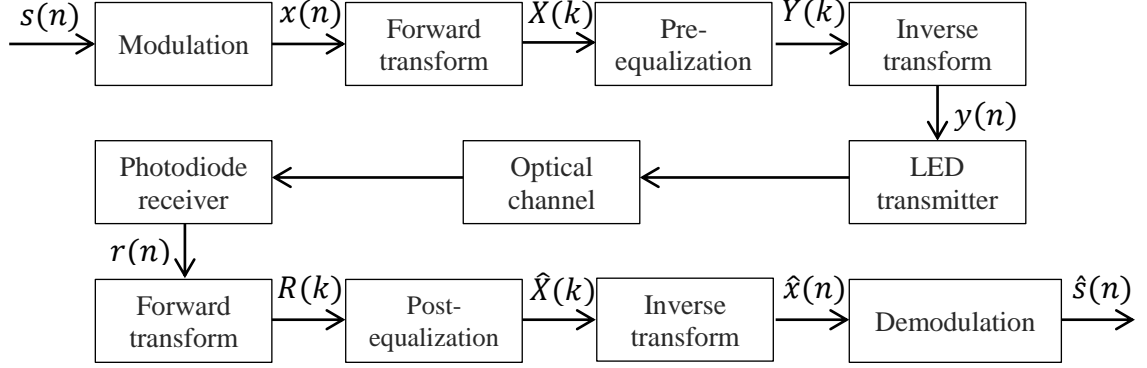 s(n)
Modulation
x(n)
Forward
transform
X(k)
Pre-
equalization
Y(k)
Inverse
transform
y(n)
LED
transmitter
Optical
channel
Photodiode
receiver
r(n)
Forward
transform
R(k)
Post-
equalization
X̂(k)
Inverse
transform
x̂(n)
Demodulation
ŝ(n)